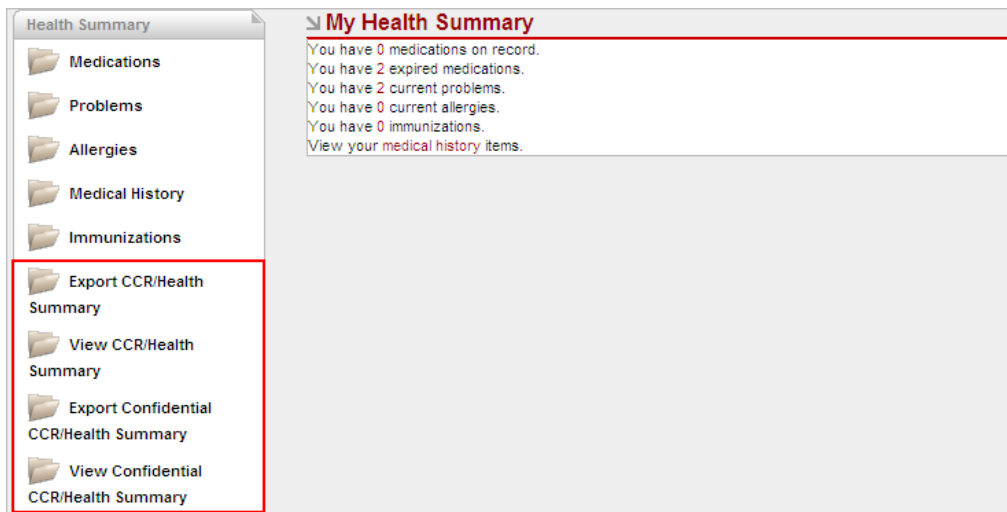 Health Summary
Medications
Problems
Allergies
Medical History
Immunizations
Export CCR/Health
Summary
View CCR/Health
Summary
Export Confidential
CCR/Health Summary
View Confidential
CCR/Health Summary
My Health Summary
You have 0 medications on record.
You have 2 expired medications.
You have 2 current problems.
You have 0 current allergies.
You have 0 immunizations.
View your medical history items.